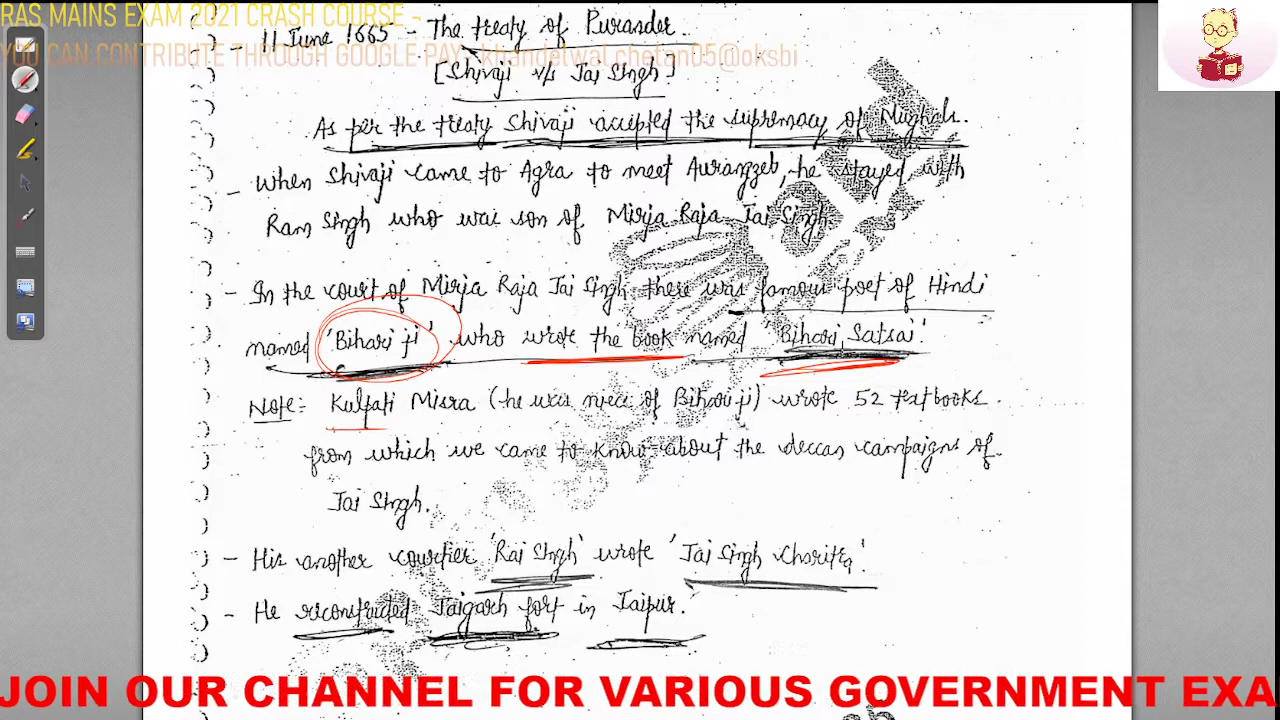 RAS MAINS EXAM 2021 CRASH COURSE -
YOU CAN CONTRIBUTE THROUGH GOOGLE PAY - khandelwal.chetan05@oksbi
- 11 June 1665 - The treaty of Purander.
[Shivaji v/s Jai Singh]
As per the treaty Shivaji accepted the supremacy of Mughals.
- When Shivaji came to Agra to meet Aurangzeb, he stayed with
Ram Singh who was son of Mirja Raja Jai Singh.
- In the court of Mirja Raja Jai Singh there was famous poet of Hindi
named 'Bihari ji' who wrote the book named 'Bihari Satsai'
Note: Kulpati Misra (he was niece of Bihari ji) wrote 52 textbooks
from which we came to know about the deccan campaigns of
Jai Singh.
- His another courtier 'Rai Singh' wrote 'Jai Singh Charitra'
- He reconstructed Jaigarh fort in Jaipur.
JOIN OUR CHANNEL FOR VARIOUS GOVERNMENT EXA